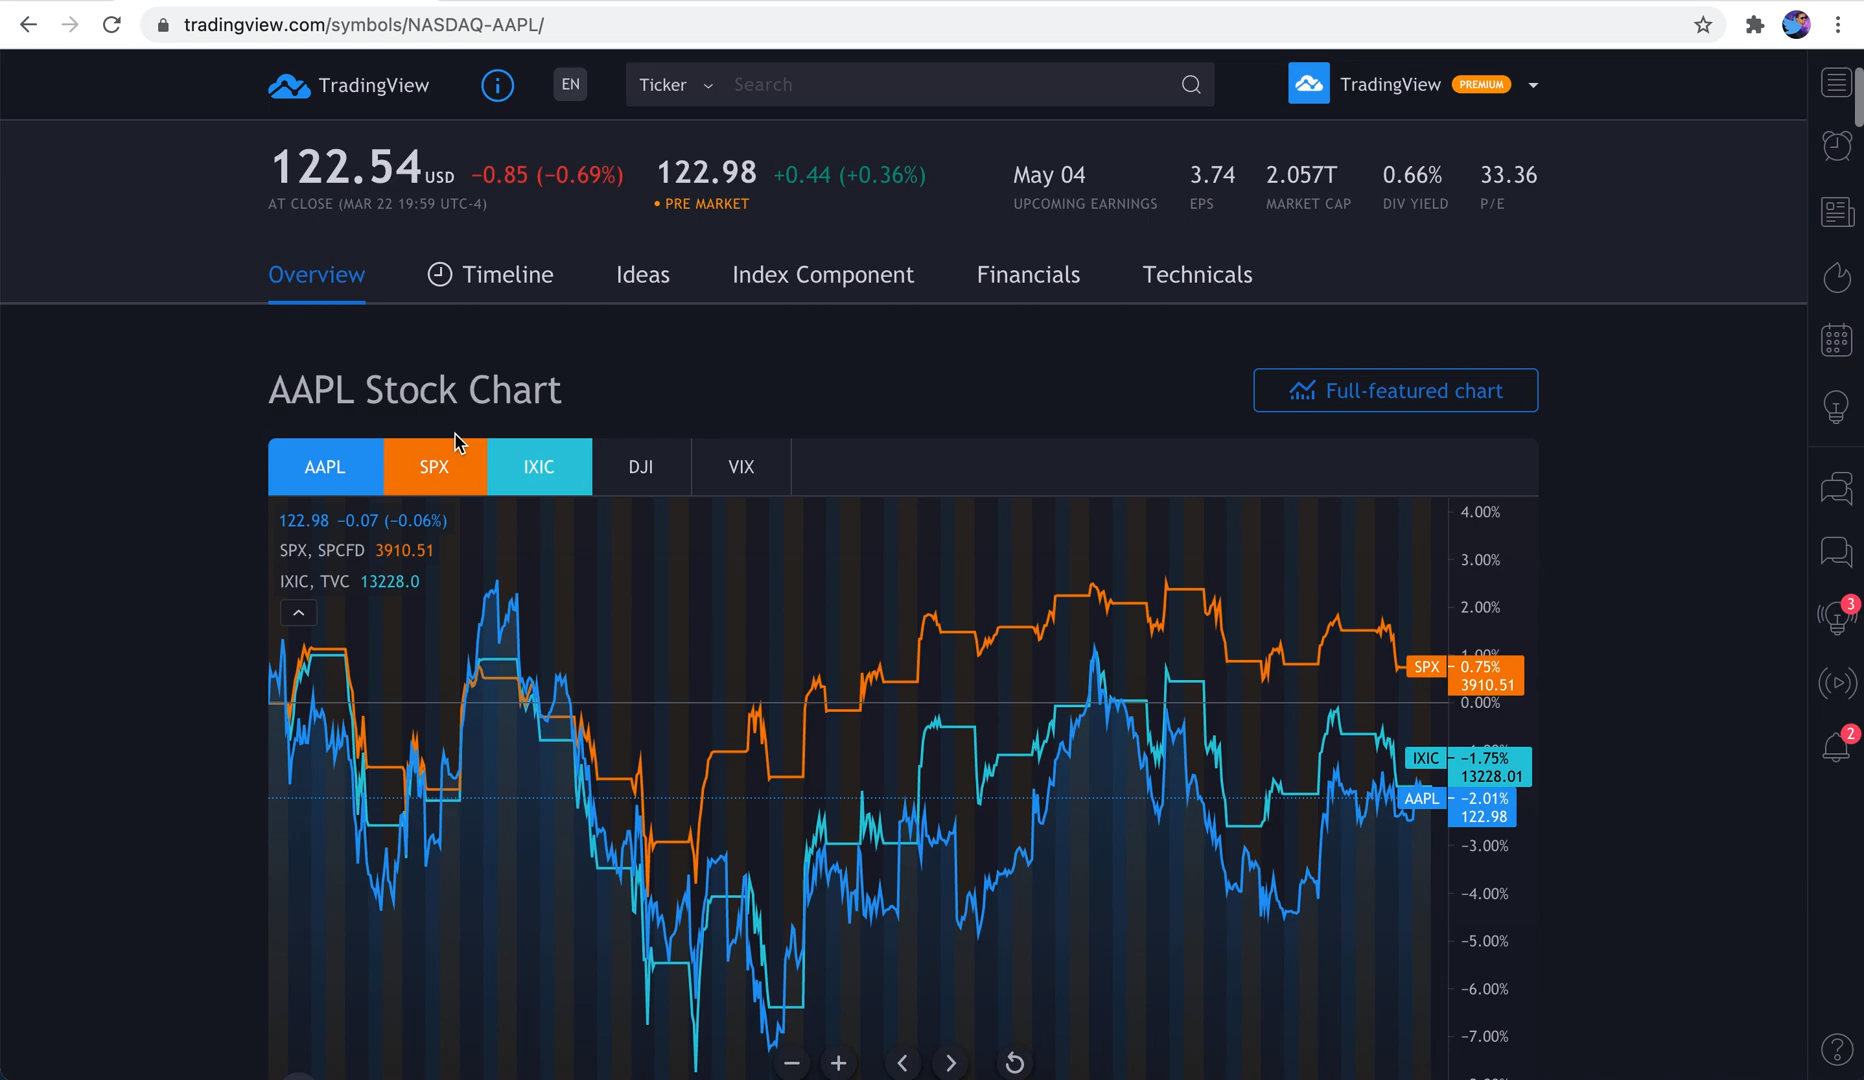 tradingview.com/symbols/NASDAQ-AAPL/
TradingView
i
EN
Ticker
Search
TradingView
PREMIUM
122.54 USD −0.85 (−0.69%)
AT CLOSE (MAR 22 19:59 UTC-4)
122.98 +0.44 (+0.36%)
• PRE MARKET
May 04
UPCOMING EARNINGS
3.74
EPS
2.057T
MARKET CAP
0.66%
DIV YIELD
33.36
P/E
Overview
Timeline
Ideas
Index Component
Financials
Technicals
AAPL Stock Chart
Full-featured chart
AAPL
SPX
IXIC
DJI
VIX
122.98 −0.07 (−0.06%)
SPX, SPCFD 3910.51
IXIC, TVC 13228.0
4.00%
3.00%
2.00%
1.00%
SPX 0.75%
3910.51
0.00%
IXIC −1.75%
13228.01
AAPL −2.01%
122.98
−3.00%
−4.00%
−5.00%
−6.00%
−7.00%
3
2
?